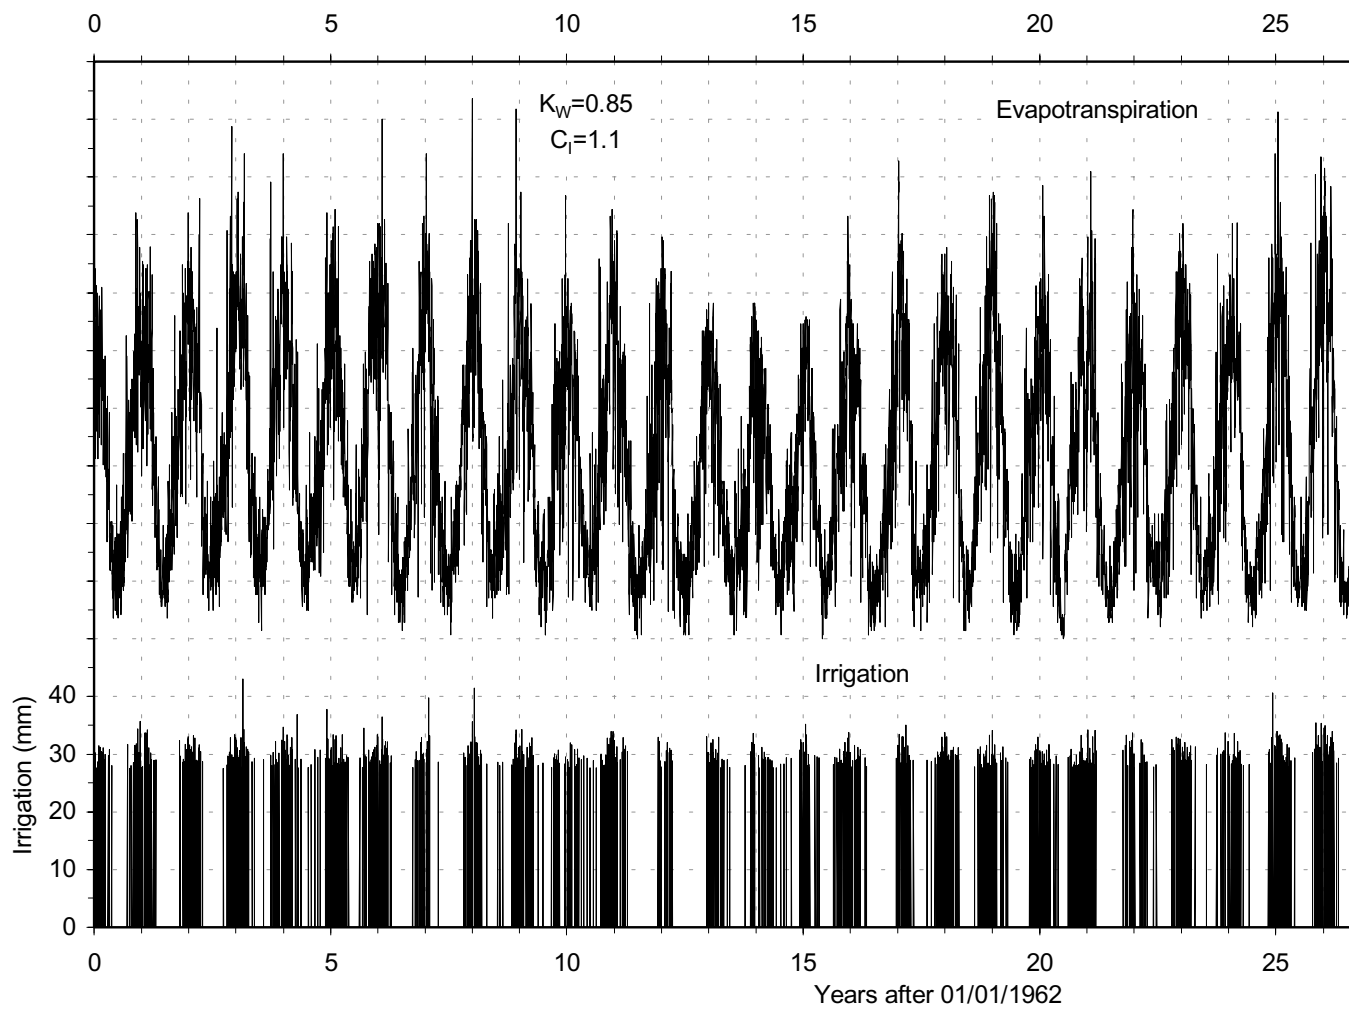 0 5 10 15 20 25
K_W=0.85
C_I=1.1
Evapotranspiration
Irrigation
Irrigation (mm)
40
30
20
10
0
0 5 10 15 20 25
Years after 01/01/1962